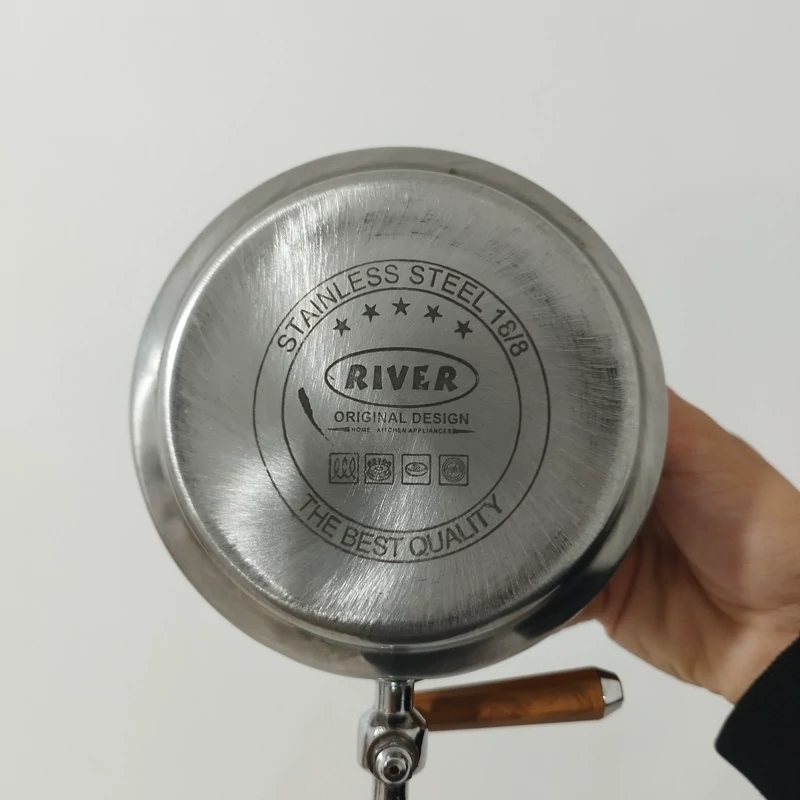 STAINLESS STEEL 18/8
RIVER
ORIGINAL DESIGN
HOME KITCHEN APPLIANCES
THE BEST QUALITY